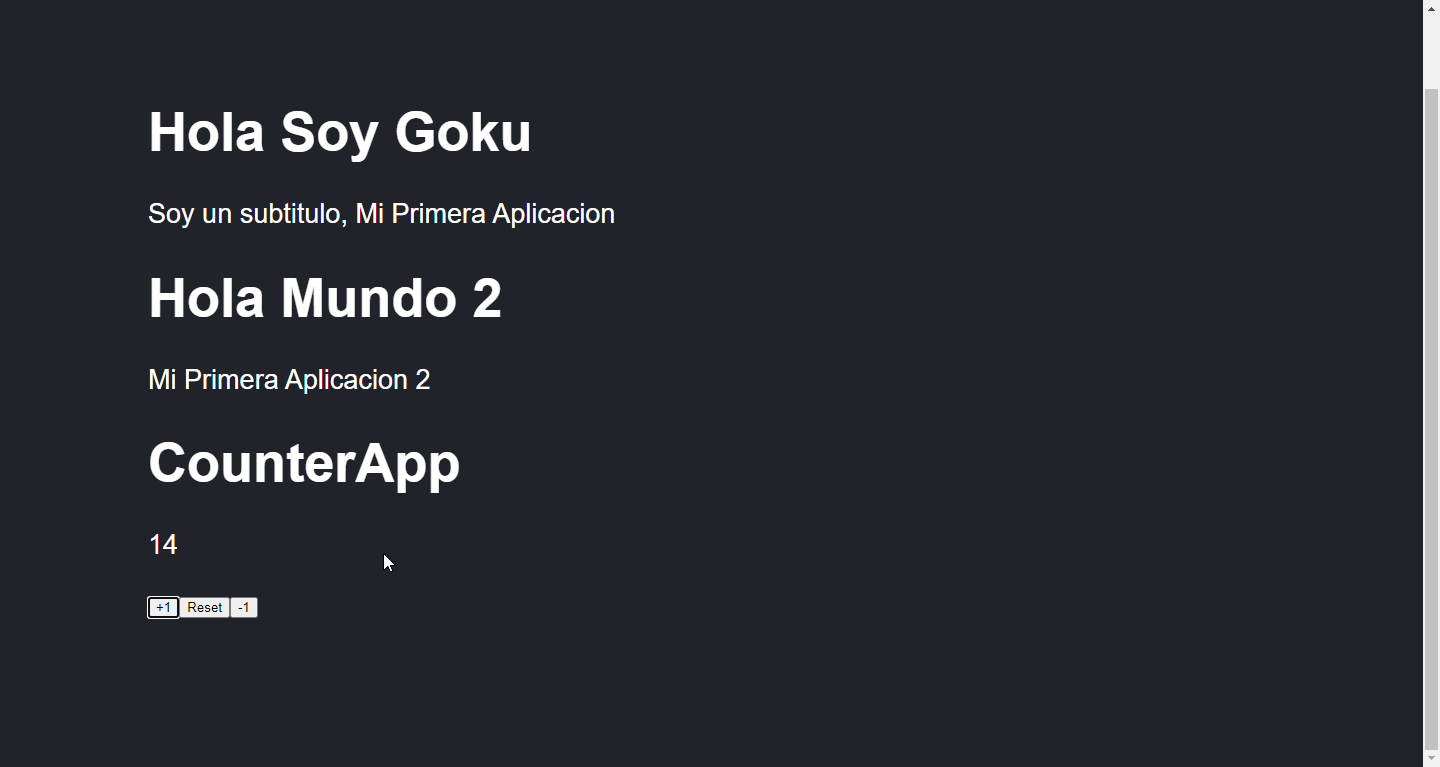 Hola Soy Goku
Soy un subtitulo, Mi Primera Aplicacion
Hola Mundo 2
Mi Primera Aplicacion 2
CounterApp
14
+1 Reset -1